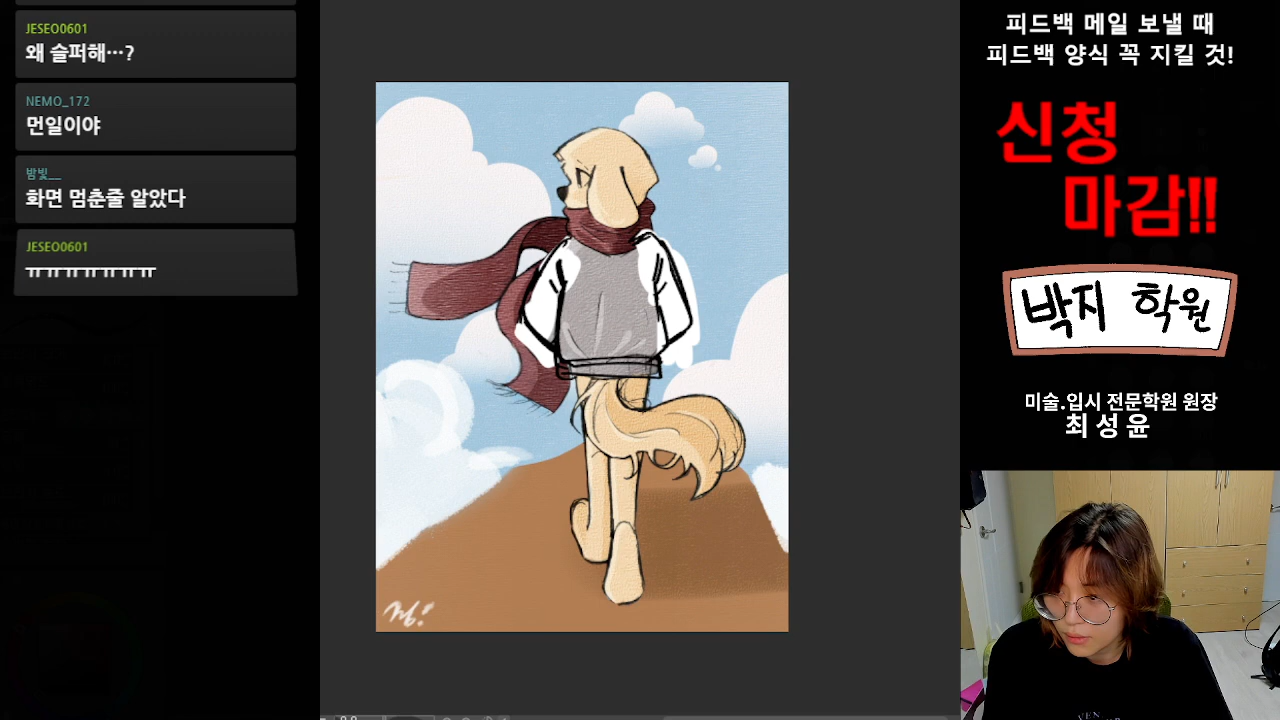 JESEO0601
왜 슬퍼해…?
NEMO_172
먼일이야
밤빛__
화면 멈춘줄 알았다
JESEO0601
ㅠㅠㅠㅠㅠㅠㅠ
피드백 메일 보낼 때
피드백 양식 꼭 지킬 것!
신청
마감!!
박지 학원
미술.입시 전문학원 원장
최성윤